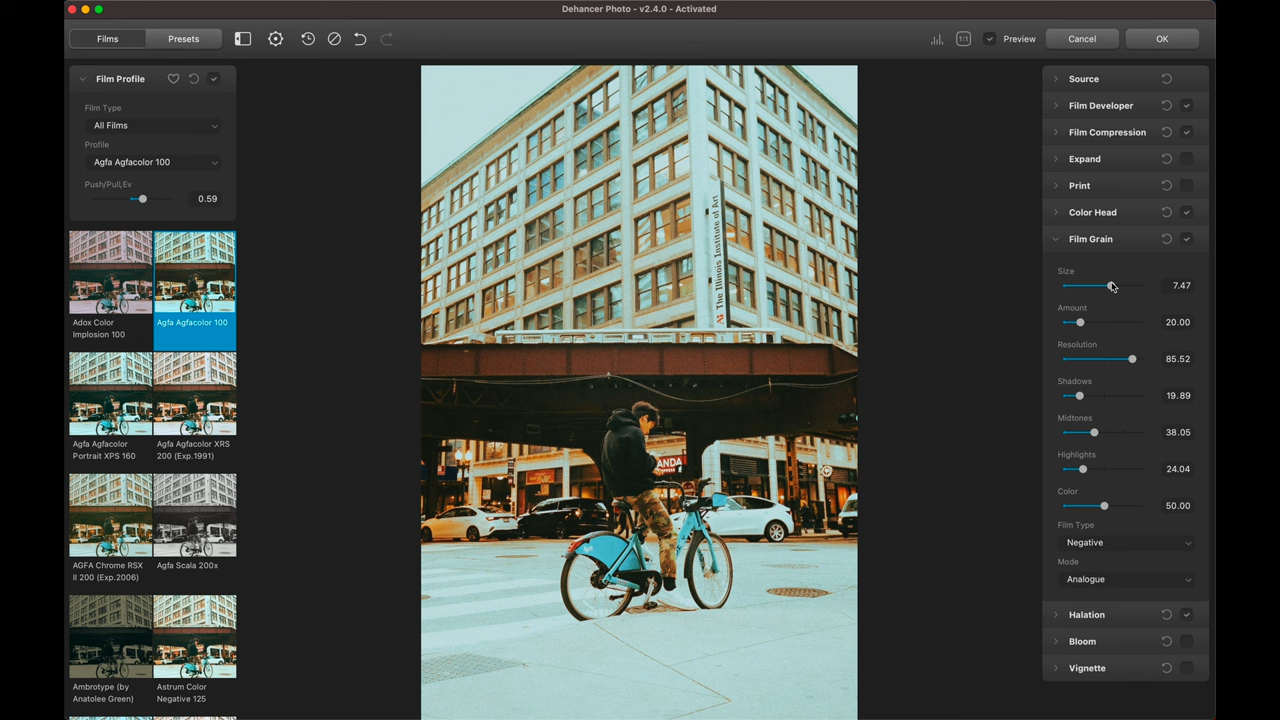 Dehancer Photo - v2.4.0 - Activated
Films
Presets
1:1
Preview
Cancel
OK
Film Profile
Film Type
All Films
Profile
Agfa Agfacolor 100
Push/Pull,Ev
0.59
Adox Color
Implosion 100
Agfa Agfacolor 100
Agfa Agfacolor
Portrait XPS 160
Agfa Agfacolor XRS
200 (Exp.1991)
AGFA Chrome RSX
II 200 (Exp.2006)
Agfa Scala 200x
Ambrotype (by
Anatolee Green)
Astrum Color
Negative 125
The Illinois Institute of Art
Ai
ANDA
Source
Film Developer
Film Compression
Expand
Print
Color Head
Film Grain
Size
7.47
Amount
20.00
Resolution
85.52
Shadows
19.89
Midtones
38.05
Highlights
24.04
Color
50.00
Film Type
Negative
Mode
Analogue
Halation
Bloom
Vignette